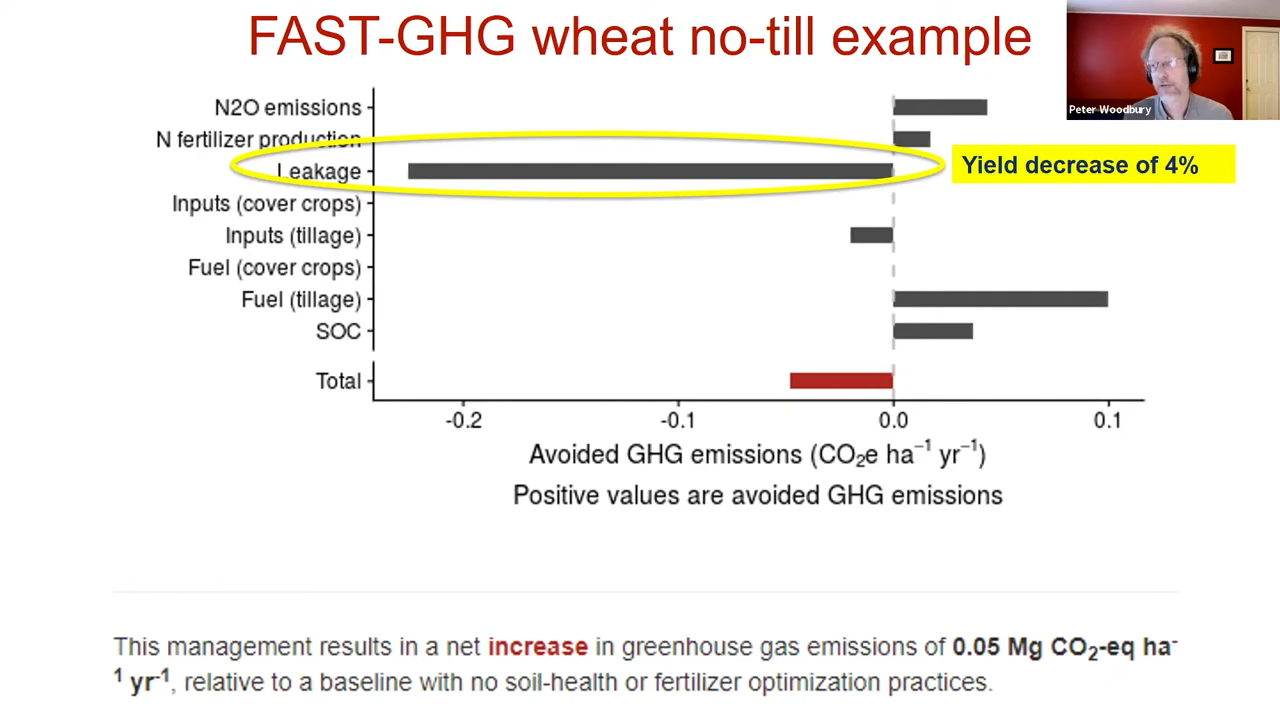 FAST-GHG wheat no-till example
Peter Woodbury
N2O emissions
N fertilizer production
Leakage
Yield decrease of 4%
Inputs (cover crops)
Inputs (tillage)
Fuel (cover crops)
Fuel (tillage)
SOC
Total
-0.2 -0.1 0.0 0.1
Avoided GHG emissions (CO₂e ha⁻¹ yr⁻¹)
Positive values are avoided GHG emissions
This management results in a net increase in greenhouse gas emissions of 0.05 Mg CO₂-eq ha⁻
¹ yr⁻¹, relative to a baseline with no soil-health or fertilizer optimization practices.